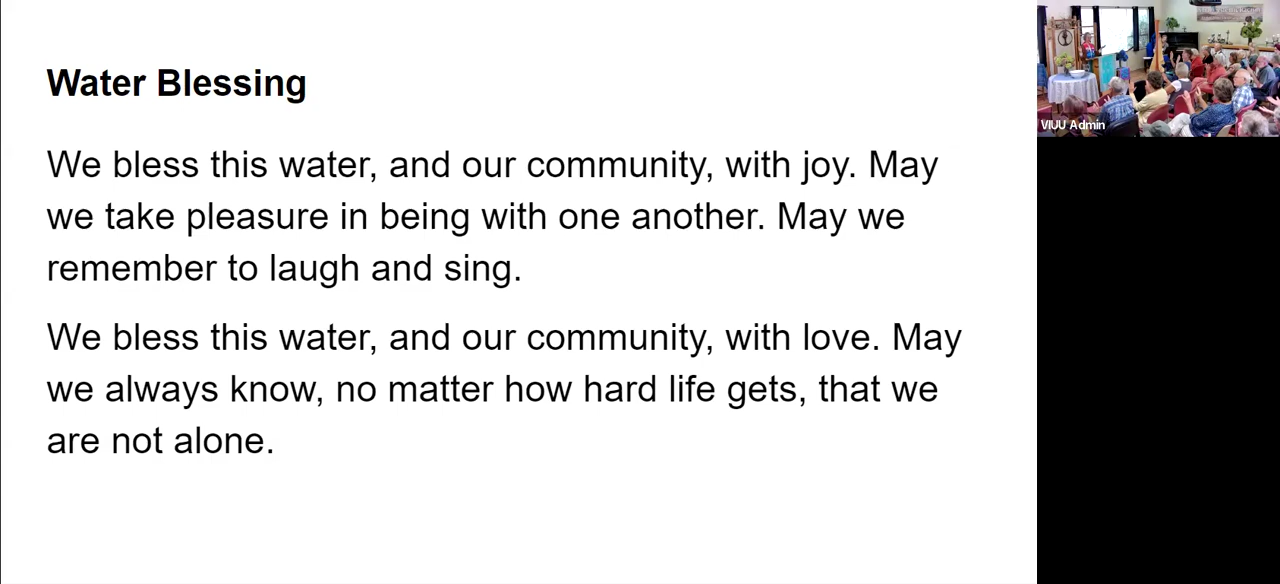 Water Blessing
We bless this water, and our community, with joy. May
we take pleasure in being with one another. May we
remember to laugh and sing.
We bless this water, and our community, with love. May
we always know, no matter how hard life gets, that we
are not alone.
VIUU Admin